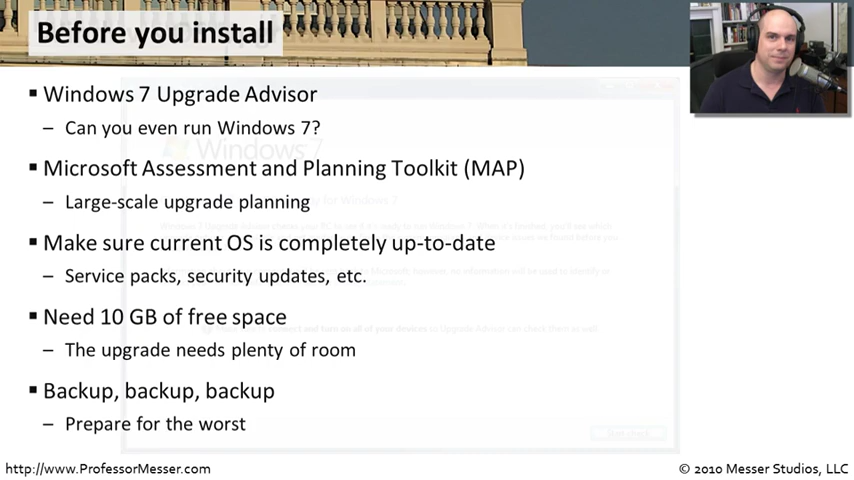 Before you install
▪ Windows 7 Upgrade Advisor
– Can you even run Windows 7?
▪ Microsoft Assessment and Planning Toolkit (MAP)
– Large-scale upgrade planning
▪ Make sure current OS is completely up-to-date
– Service packs, security updates, etc.
▪ Need 10 GB of free space
– The upgrade needs plenty of room
▪ Backup, backup, backup
– Prepare for the worst
Windows 7
http://www.ProfessorMesser.com
© 2010 Messer Studios, LLC